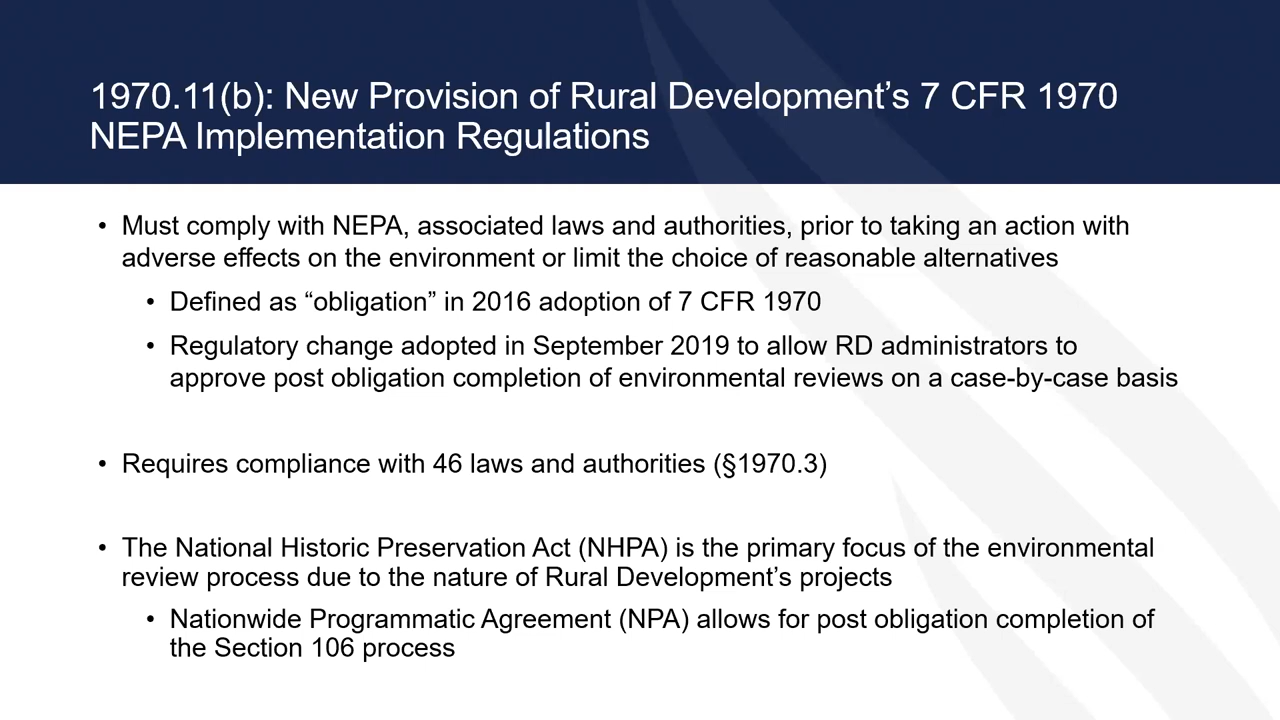 1970.11(b): New Provision of Rural Development’s 7 CFR 1970
NEPA Implementation Regulations
• Must comply with NEPA, associated laws and authorities, prior to taking an action with
adverse effects on the environment or limit the choice of reasonable alternatives
• Defined as “obligation” in 2016 adoption of 7 CFR 1970
• Regulatory change adopted in September 2019 to allow RD administrators to
approve post obligation completion of environmental reviews on a case-by-case basis
• Requires compliance with 46 laws and authorities (§1970.3)
• The National Historic Preservation Act (NHPA) is the primary focus of the environmental
review process due to the nature of Rural Development’s projects
• Nationwide Programmatic Agreement (NPA) allows for post obligation completion of
the Section 106 process